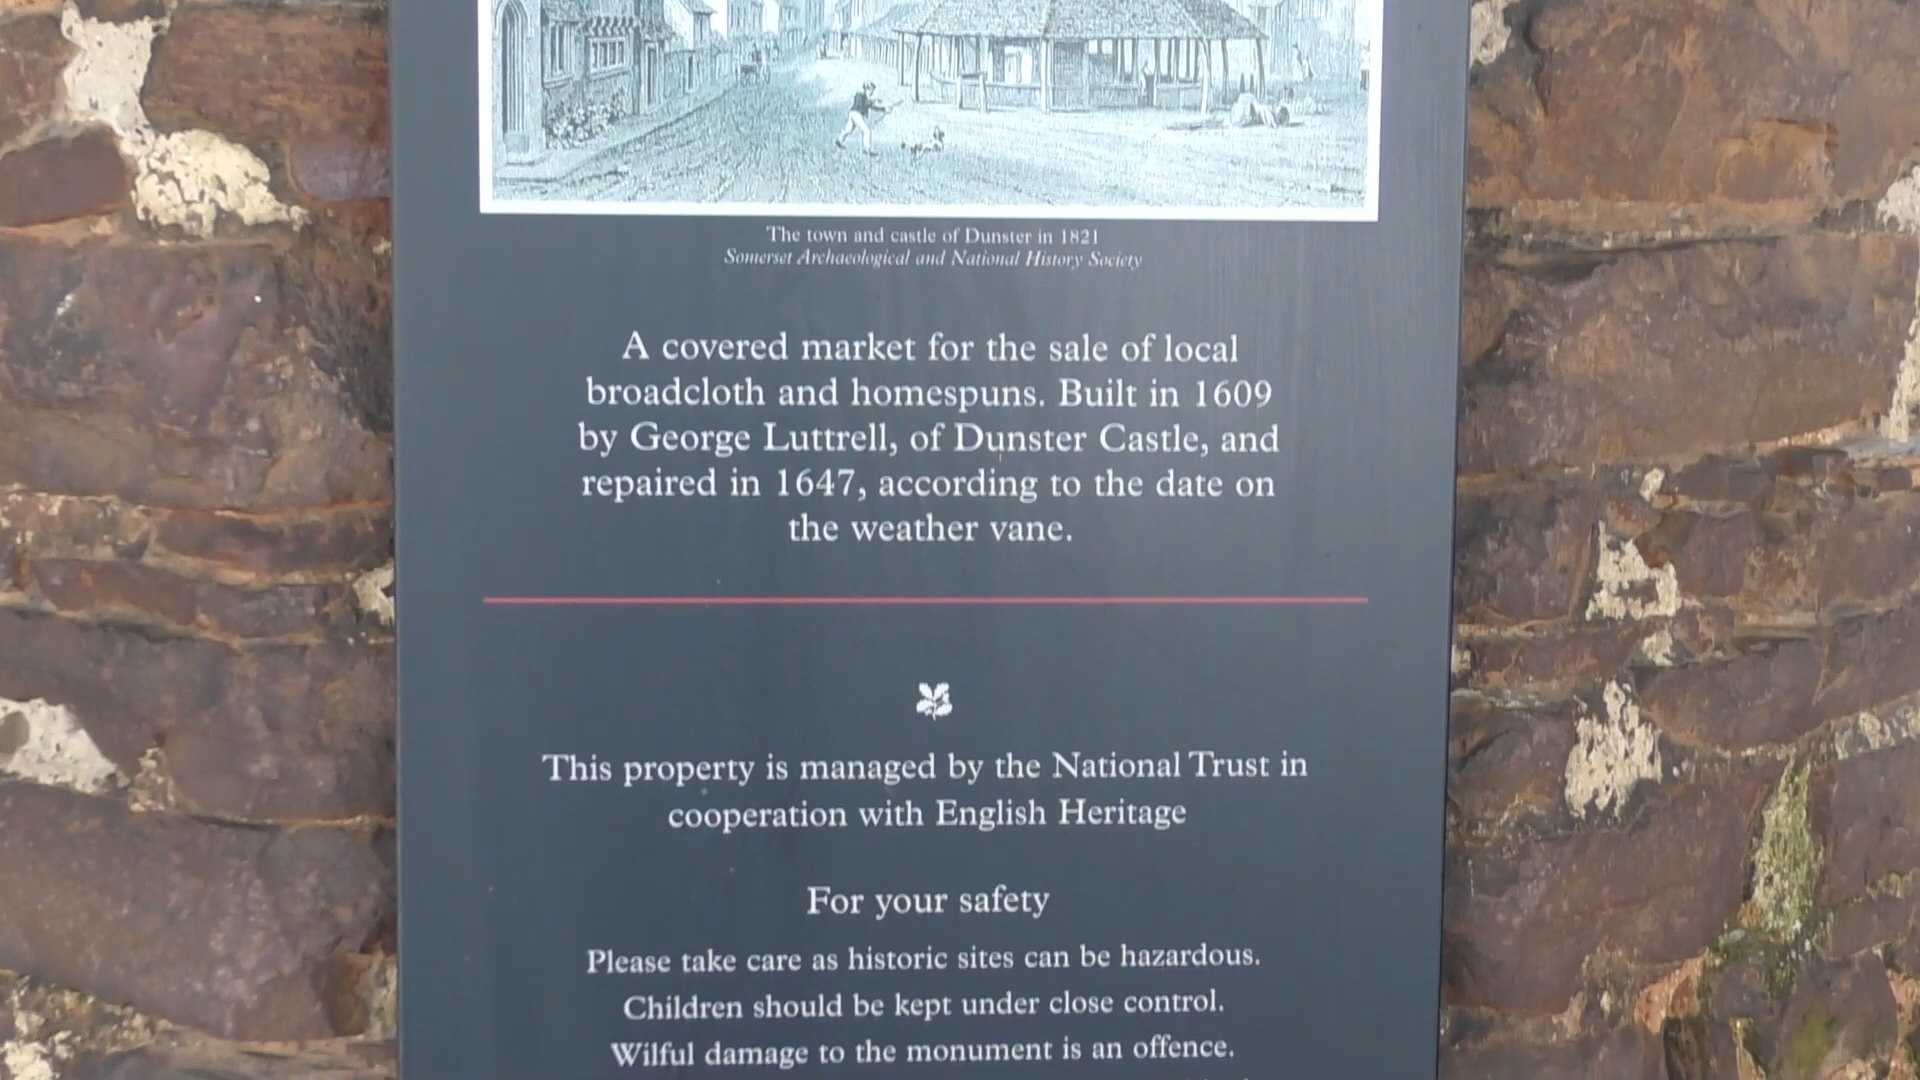 The town and castle of Dunster in 1821
Somerset Archaeological and National History Society
A covered market for the sale of local
broadcloth and homespuns. Built in 1609
by George Luttrell, of Dunster Castle, and
repaired in 1647, according to the date on
the weather vane.
This property is managed by the National Trust in
cooperation with English Heritage
For your safety
Please take care as historic sites can be hazardous.
Children should be kept under close control.
Wilful damage to the monument is an offence.